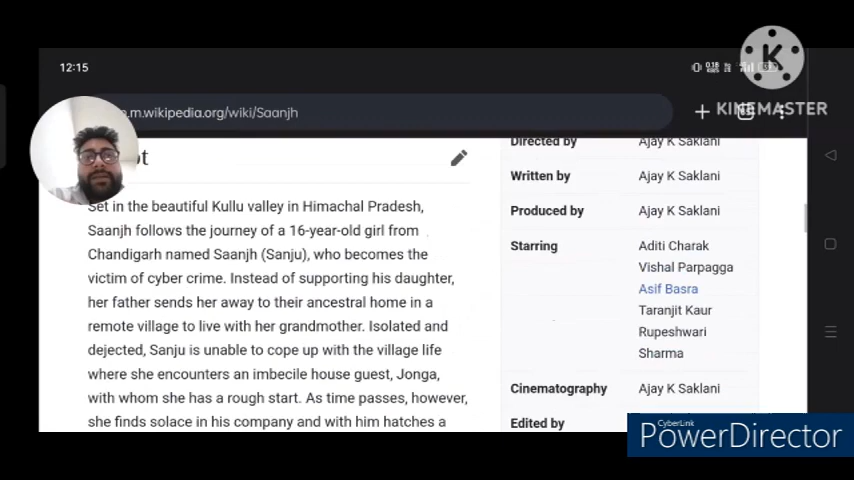 12:15
KINEMASTER
.m.wikipedia.org/wiki/Saanjh
Set in the beautiful Kullu valley in Himachal Pradesh,
Saanjh follows the journey of a 16-year-old girl from
Chandigarh named Saanjh (Sanju), who becomes the
victim of cyber crime. Instead of supporting his daughter,
her father sends her away to their ancestral home in a
remote village to live with her grandmother. Isolated and
dejected, Sanju is unable to cope up with the village life
where she encounters an imbecile house guest, Jonga,
with whom she has a rough start. As time passes, however,
she finds solace in his company and with him hatches a
Directed by Ajay K Saklani
Written by Ajay K Saklani
Produced by Ajay K Saklani
Starring Aditi Charak
Vishal Parpagga
Asif Basra
Taranjit Kaur
Rupeshwari
Sharma
Cinematography Ajay K Saklani
Edited by
CyberLink
PowerDirector